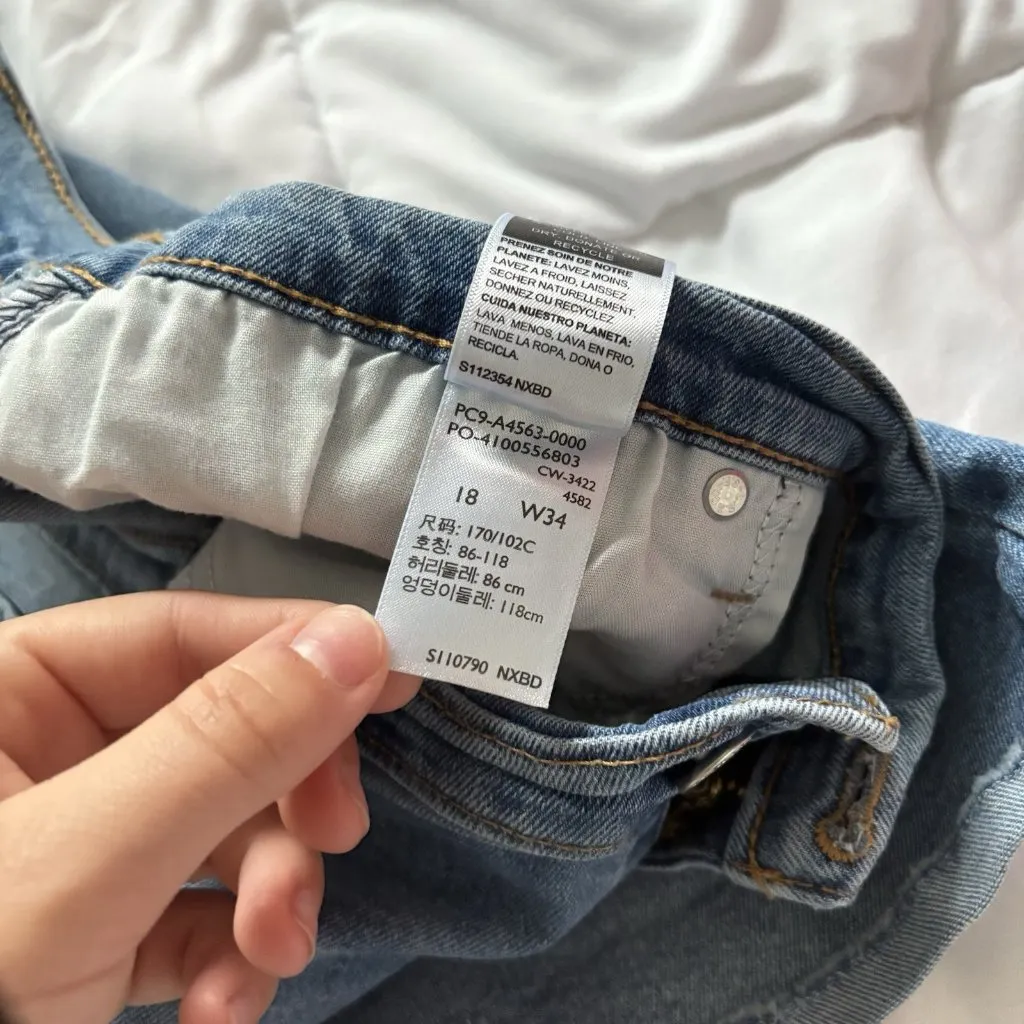 RECYCLE
PRENEZ SOIN DE NOTRE
PLANETE: LAVEZ MOINS,
LAVEZ A FROID, LAISSEZ
SECHER NATURELLEMENT,
DONNEZ OU RECYCLEZ
CUIDA NUESTRO PLANETA:
LAVA MENOS, LAVA EN FRIO,
TIENDE LA ROPA, DONA O
RECICLA.
S112354 NXBD
PC9-A4563-0000
PO-4100556803
CW-3422
4582
18 W34
尺码: 170/102C
호칭: 86-118
허리둘레: 86 cm
엉덩이둘레: 118cm
S110790 NXBD